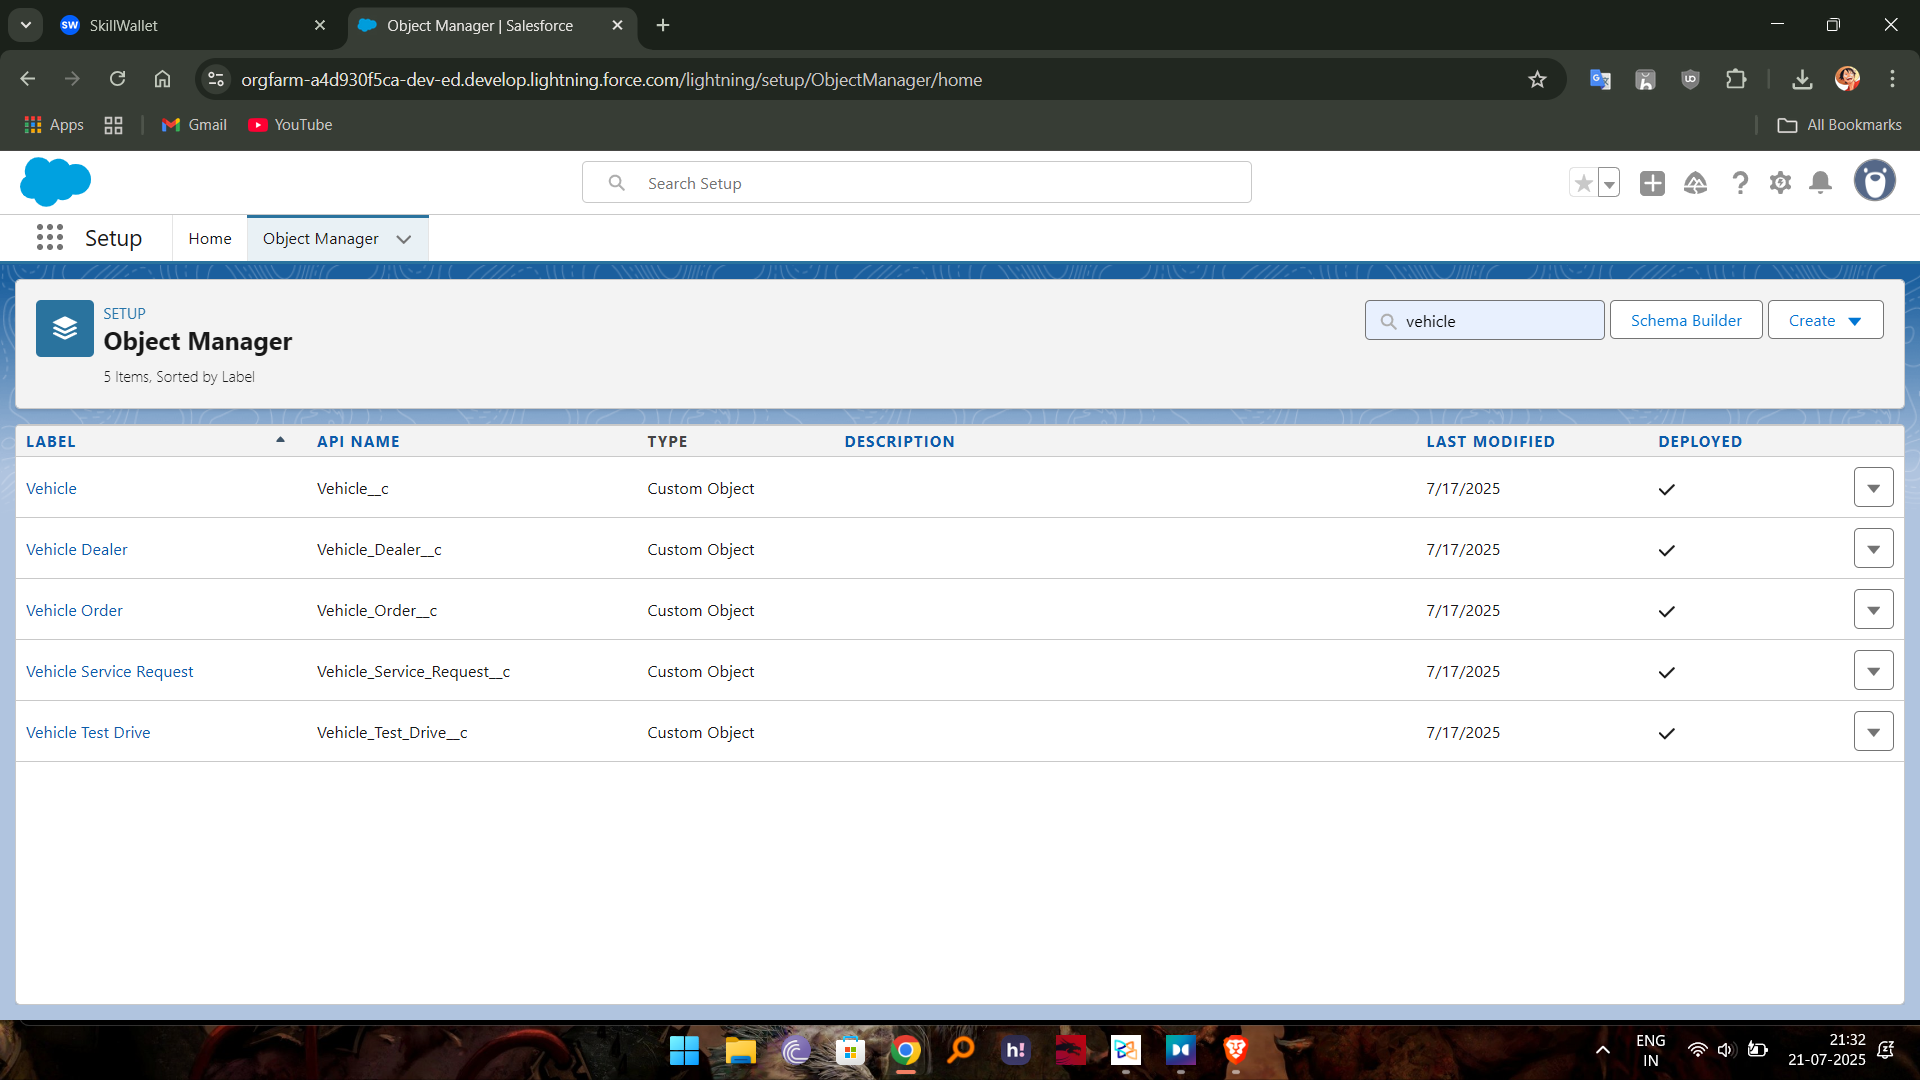 SW SkillWallet
Object Manager | Salesforce
orgfarm-a4d930f5ca-dev-ed.develop.lightning.force.com/lightning/setup/ObjectManager/home
Apps
Gmail
YouTube
All Bookmarks
Search Setup
Setup
Home
Object Manager
SETUP
Object Manager
5 Items, Sorted by Label
vehicle
Schema Builder
Create
LABEL API NAME TYPE DESCRIPTION LAST MODIFIED DEPLOYED
Vehicle Vehicle__c Custom Object 7/17/2025
Vehicle Dealer Vehicle_Dealer__c Custom Object 7/17/2025
Vehicle Order Vehicle_Order__c Custom Object 7/17/2025
Vehicle Service Request Vehicle_Service_Request__c Custom Object 7/17/2025
Vehicle Test Drive Vehicle_Test_Drive__c Custom Object 7/17/2025
h!
ENG
IN
21:32
21-07-2025